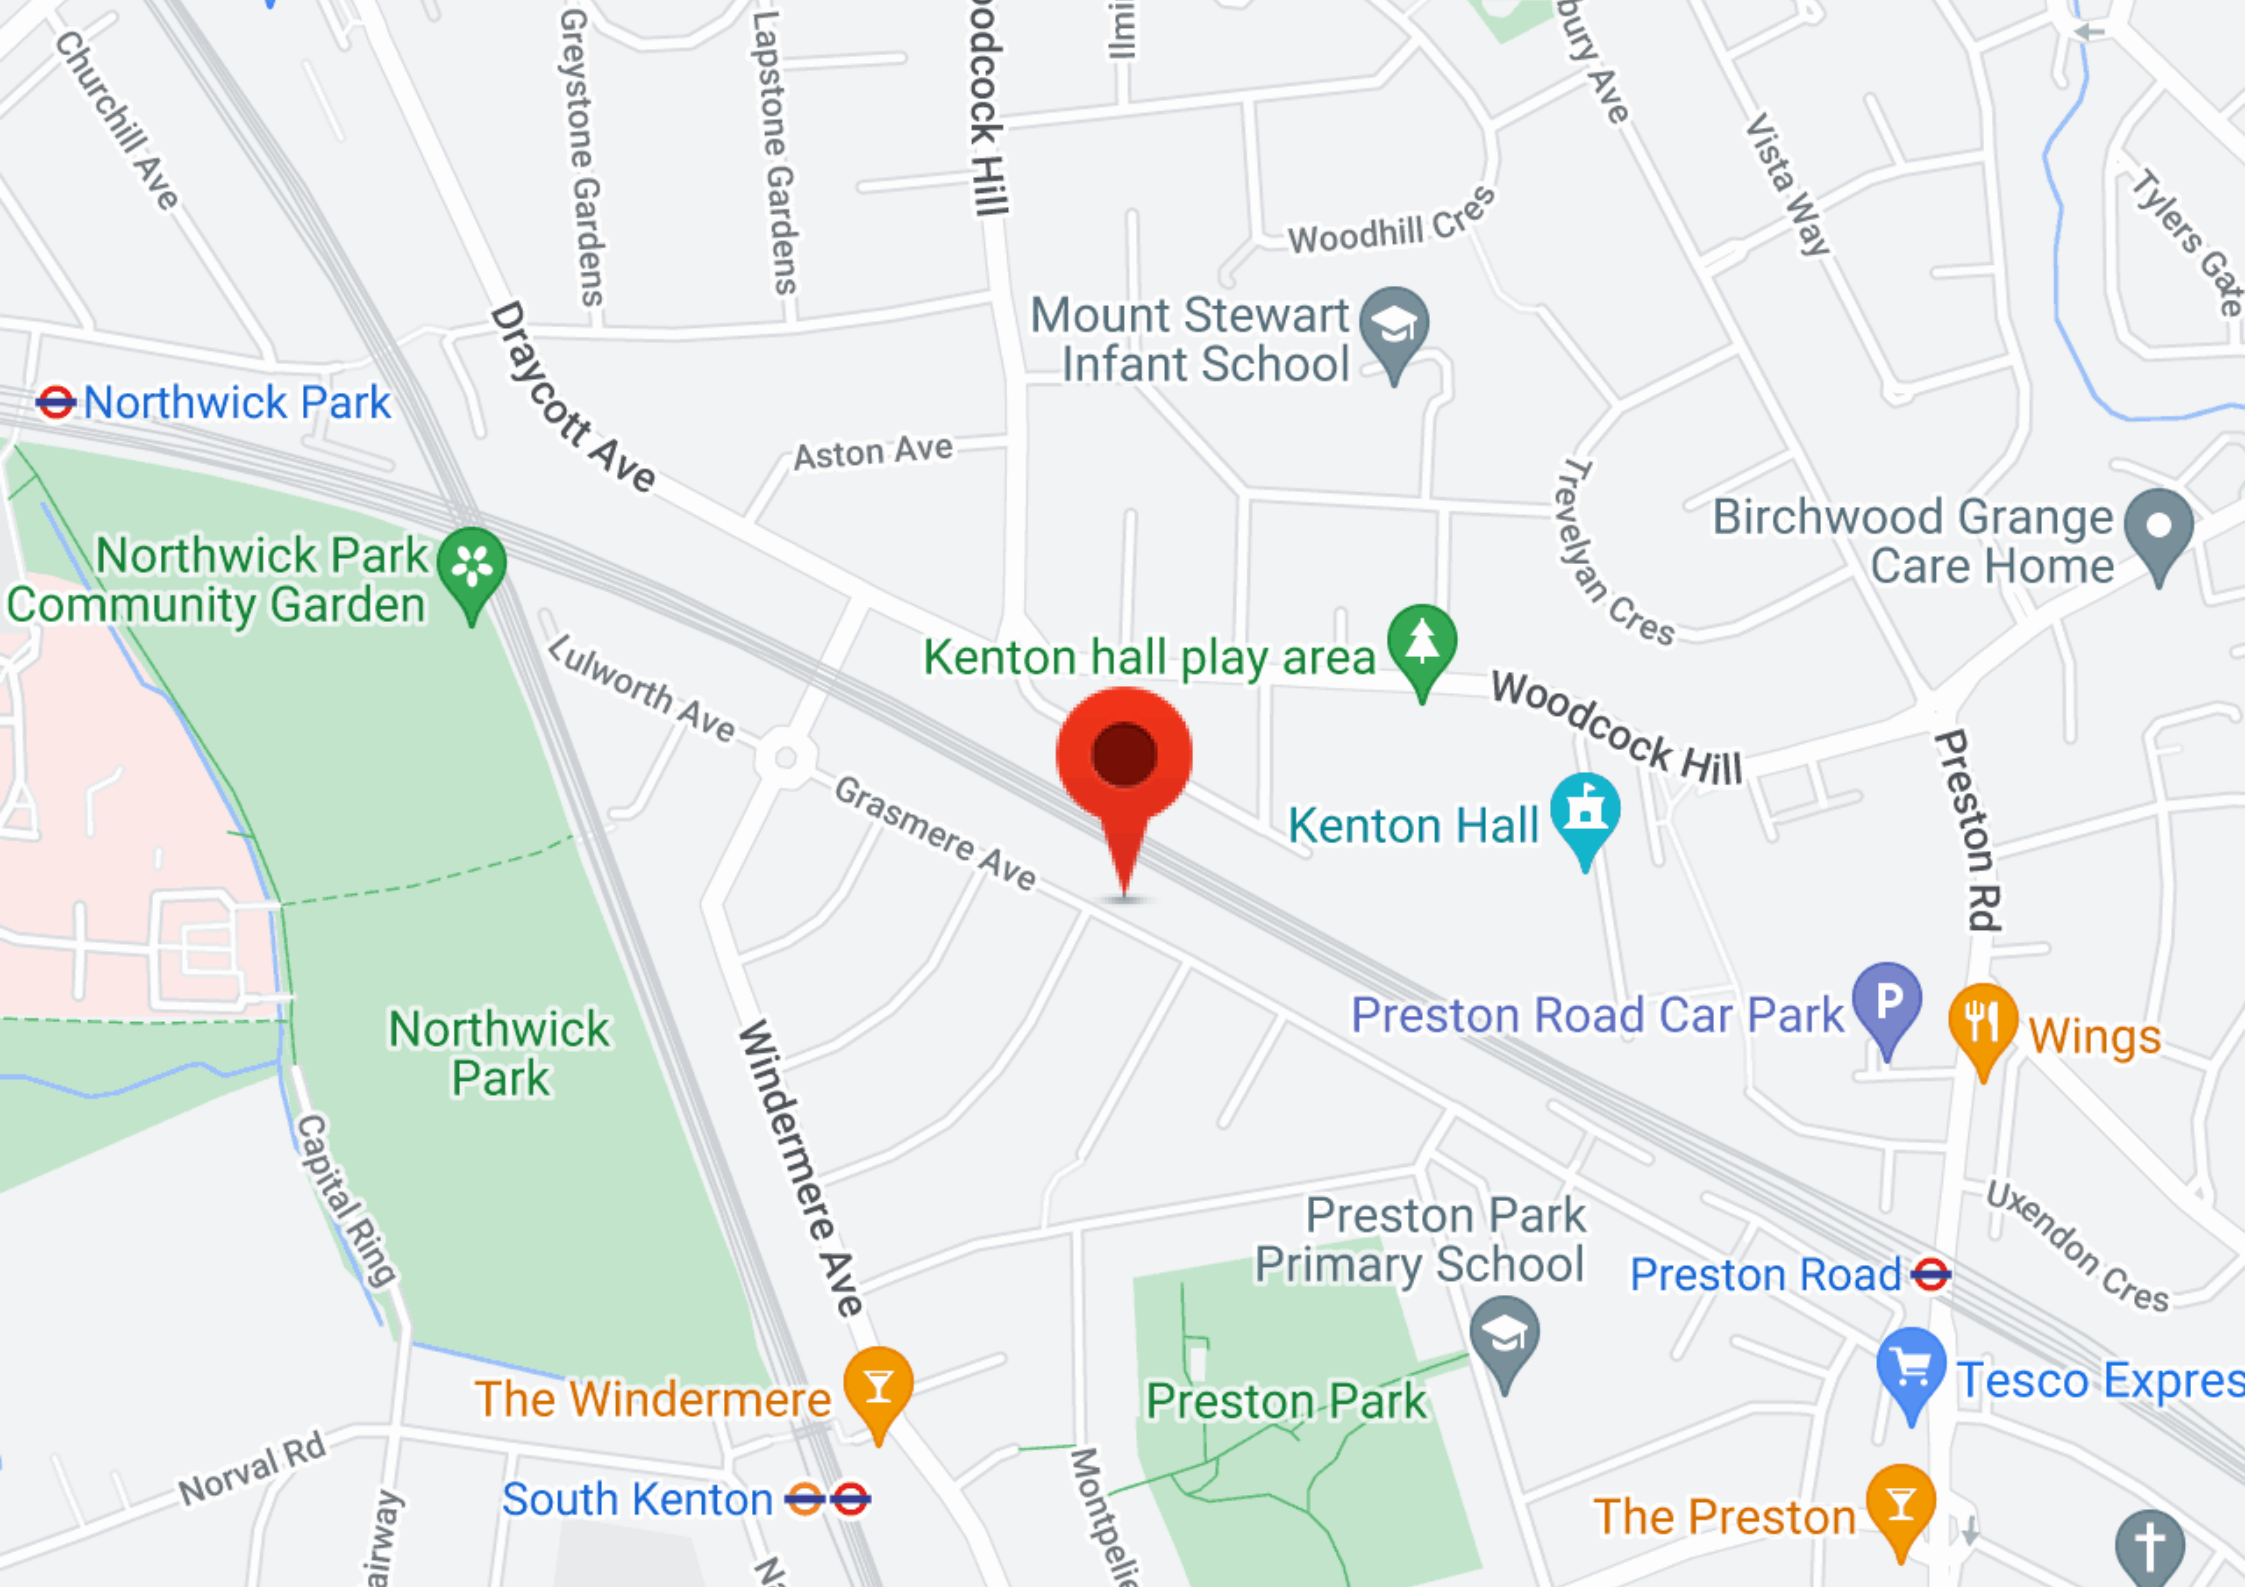 Churchill Ave
Greystone Gardens
Lapstone Gardens
oodcock Hill
bury Ave
Vista Way
Tylers Gate
Woodhill Cres
Mount Stewart
Infant School
Draycott Ave
Northwick Park
Aston Ave
Trevelyan Cres
Birchwood Grange
Care Home
Northwick Park
Community Garden
Lulworth Ave
Kenton hall play area
Woodcock Hill
Preston Rd
Grasmere Ave
Kenton Hall
Northwick
Park
Windermere Ave
Preston Road Car Park
P
Wings
Capital Ring
Uxendon Cres
Preston Park
Primary School
Preston Road
The Windermere
Preston Park
Tesco Expres
Norval Rd
South Kenton
Montpelie
The Preston
airway
Na